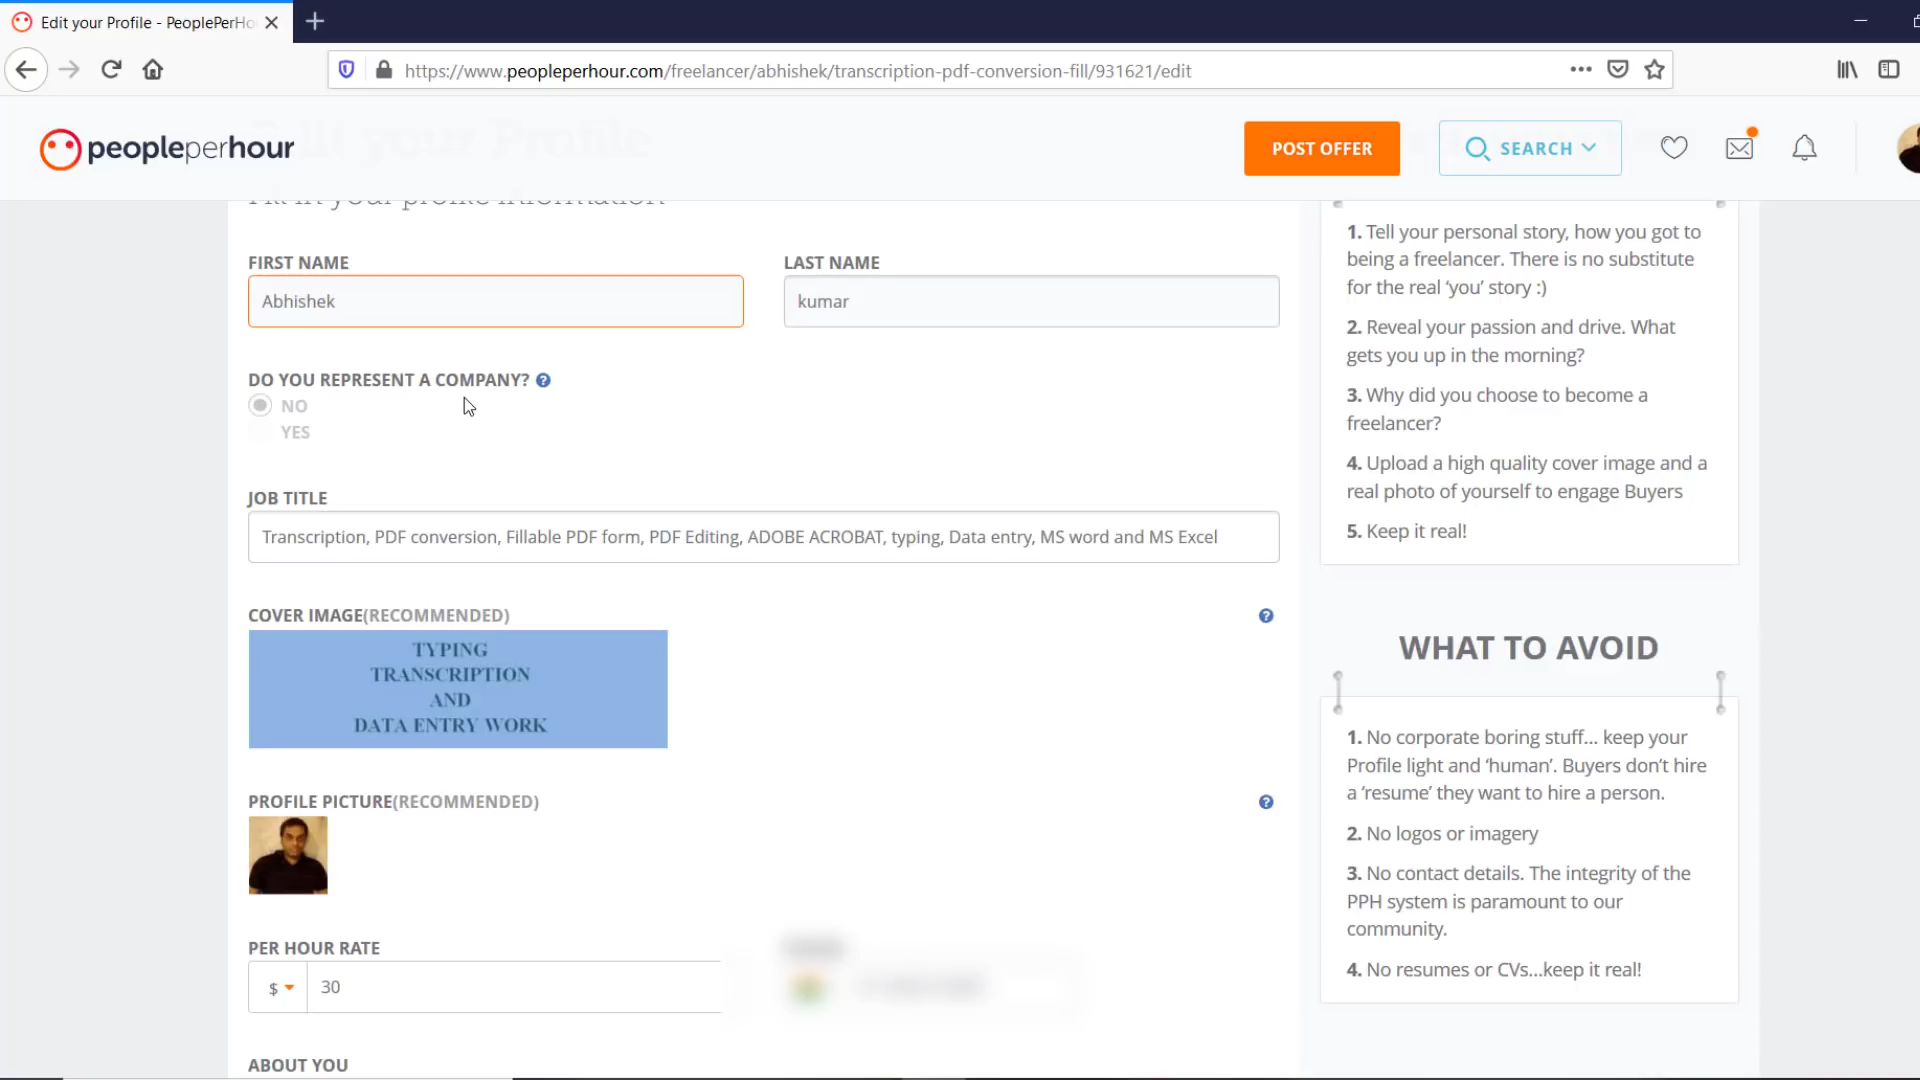 Edit your Profile - PeoplePerHo
https://www.peopleperhour.com/freelancer/abhishek/transcription-pdf-conversion-fill/931621/edit
Edit your Profile
peopleperhour
POST OFFER
SEARCH
Fill in your profile information
FIRST NAME
LAST NAME
Abhishek
kumar
DO YOU REPRESENT A COMPANY?
NO
YES
JOB TITLE
Transcription, PDF conversion, Fillable PDF form, PDF Editing, ADOBE ACROBAT, typing, Data entry, MS word and MS Excel
COVER IMAGE(RECOMMENDED)
TYPING
TRANSCRIPTION
AND
DATA ENTRY WORK
PROFILE PICTURE(RECOMMENDED)
PER HOUR RATE
$ 30
ABOUT YOU
1. Tell your personal story, how you got to
being a freelancer. There is no substitute
for the real ‘you’ story :)
2. Reveal your passion and drive. What
gets you up in the morning?
3. Why did you choose to become a
freelancer?
4. Upload a high quality cover image and a
real photo of yourself to engage Buyers
5. Keep it real!
WHAT TO AVOID
1. No corporate boring stuff... keep your
Profile light and ‘human’. Buyers don’t hire
a ‘resume’ they want to hire a person.
2. No logos or imagery
3. No contact details. The integrity of the
PPH system is paramount to our
community.
4. No resumes or CVs...keep it real!